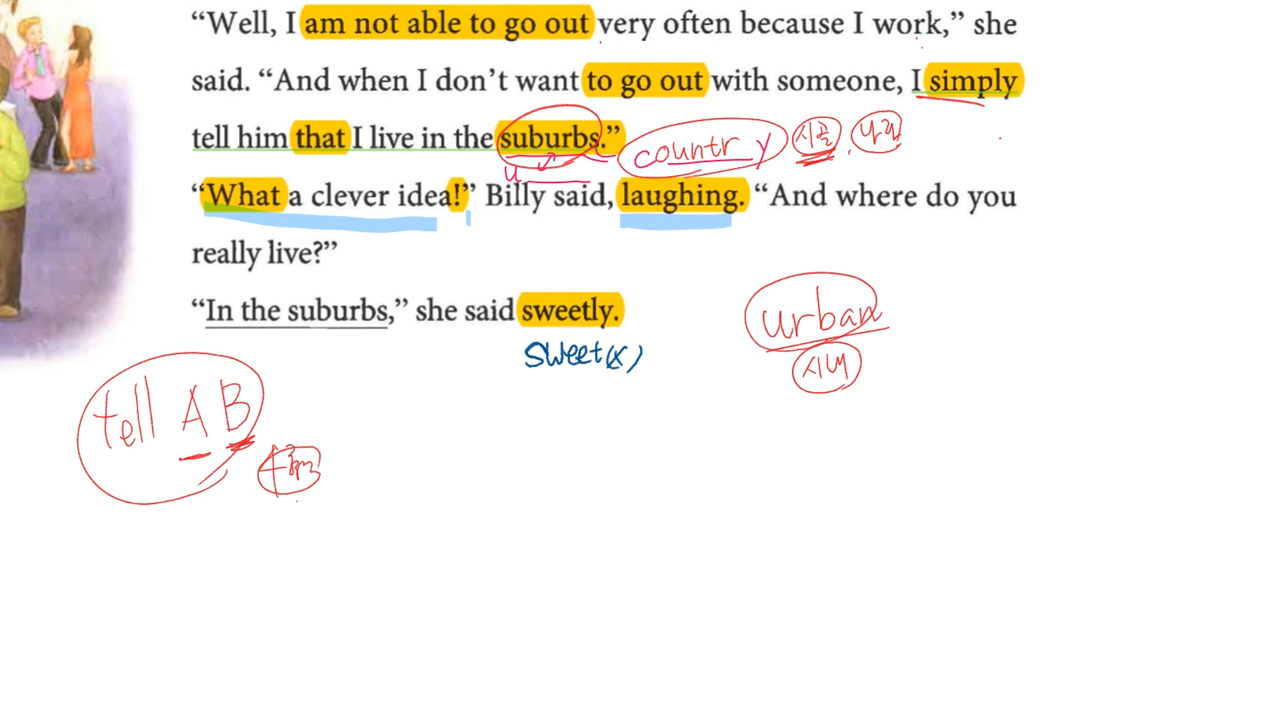 “Well, I am not able to go out very often because I work,” she
said. “And when I don’t want to go out with someone, I simply
tell him that I live in the suburbs.”
country 시골, 나라
“What a clever idea!” Billy said, laughing. “And where do you
really live?”
“In the suburbs,” she said sweetly.
urban
sweet(x)
시내
tell A B